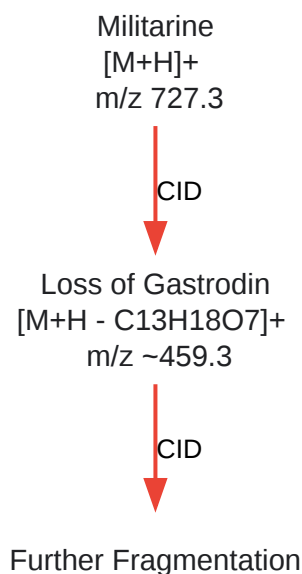 Militarine
[M+H]+
m/z 727.3
CID
Loss of Gastrodin
[M+H - C13H18O7]+
m/z ~459.3
CID
Further Fragmentation